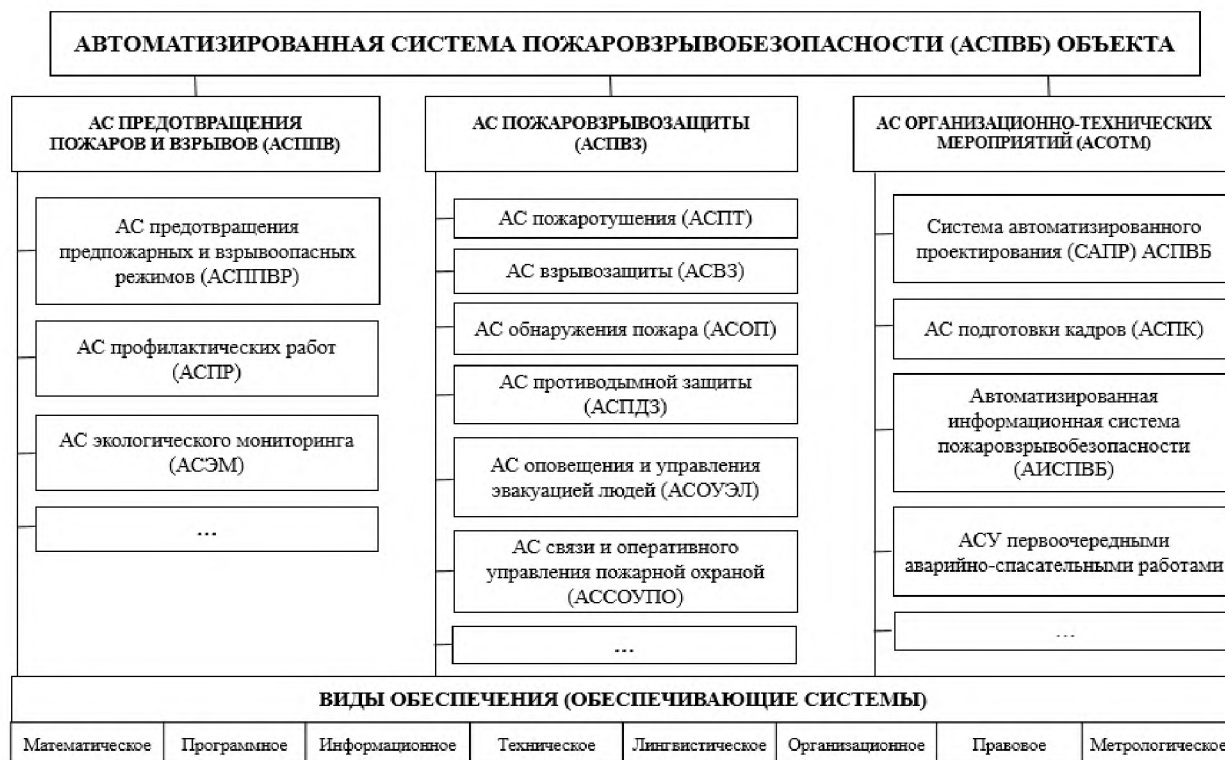 АВТОМАТИЗИРОВАННАЯ СИСТЕМА ПОЖАРОВЗРЫВОБЕЗОПАСНОСТИ (АСПВБ) ОБЪЕКТА
АС ПРЕДОТВРАЩЕНИЯ
ПОЖАРОВ И ВЗРЫВОВ (АСППВ)
АС предотвращения
предпожарных и взрывоопасных
режимов (АСППВР)
АС профилактических работ
(АСПР)
АС экологического мониторинга
(АСЭМ)
...
АС ПОЖАРОВЗРЫВОЗАЩИТЫ
(АСПВЗ)
АС пожаротушения (АСПТ)
АС взрывозащиты (АСВЗ)
АС обнаружения пожара (АСОП)
АС противодымной защиты
(АСПДЗ)
АС оповещения и управления
эвакуацией людей (АСОУЭЛ)
АС связи и оперативного
управления пожарной охраной
(АССОУПО)
...
АС ОРГАНИЗАЦИОННО-ТЕХНИЧЕСКИХ
МЕРОПРИЯТИЙ (АСОТМ)
Система автоматизированного
проектирования (САПР) АСПВБ
АС подготовки кадров (АСПК)
Автоматизированная
информационная система
пожаровзрывобезопасности
(АИСПВБ)
АСУ первоочередными
аварийно-спасательными работами
...
ВИДЫ ОБЕСПЕЧЕНИЯ (ОБЕСПЕЧИВАЮЩИЕ СИСТЕМЫ)
Математическое Программное Информационное Техническое Лингвистическое Организационное Правовое Метрологическое